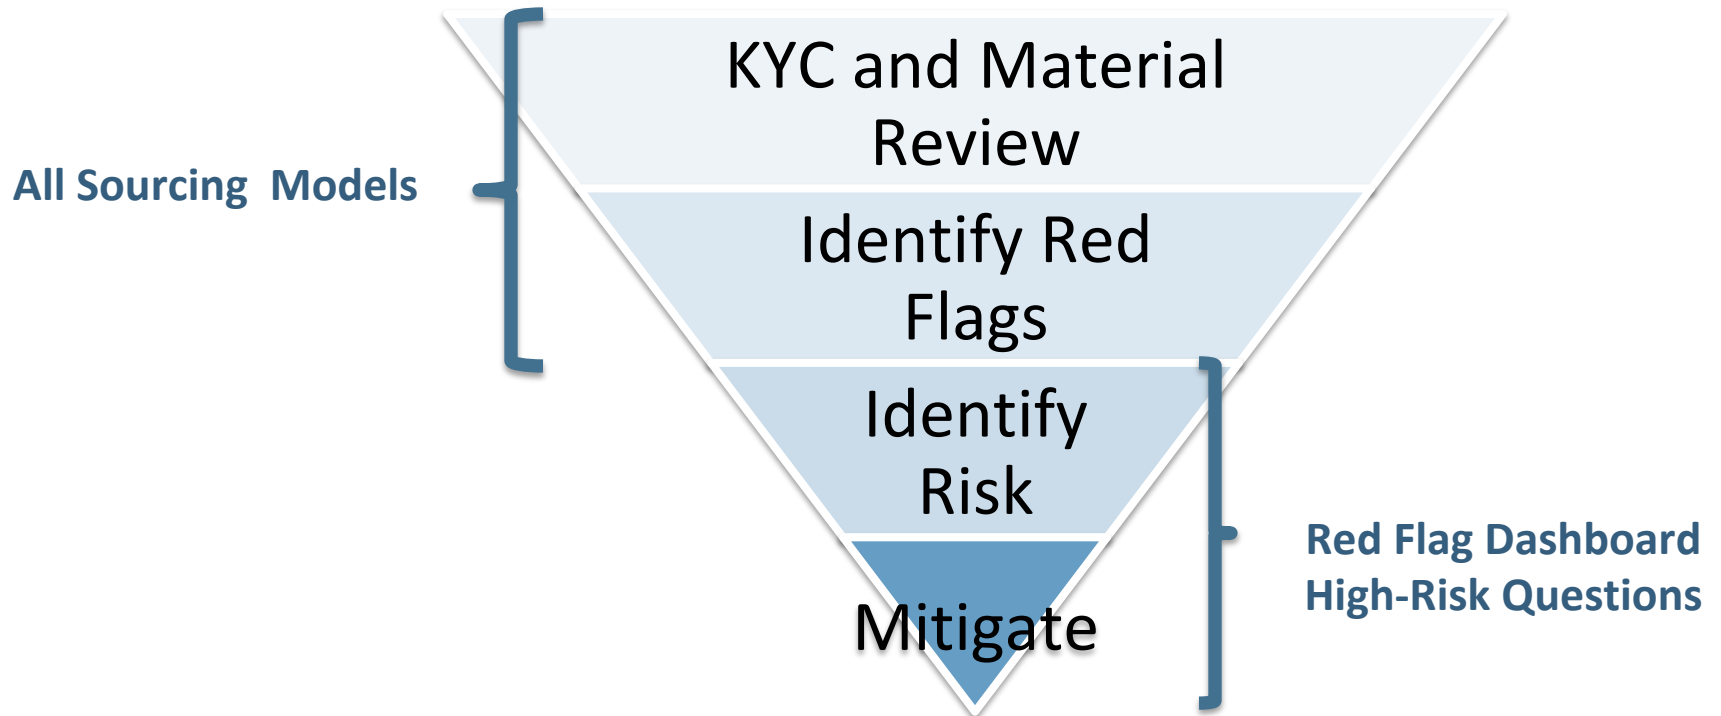 KYC and Material
Review
All Sourcing  Models
Identify Red
Flags
Identify
Risk
Mitigate
Red Flag Dashboard
High-Risk Questions